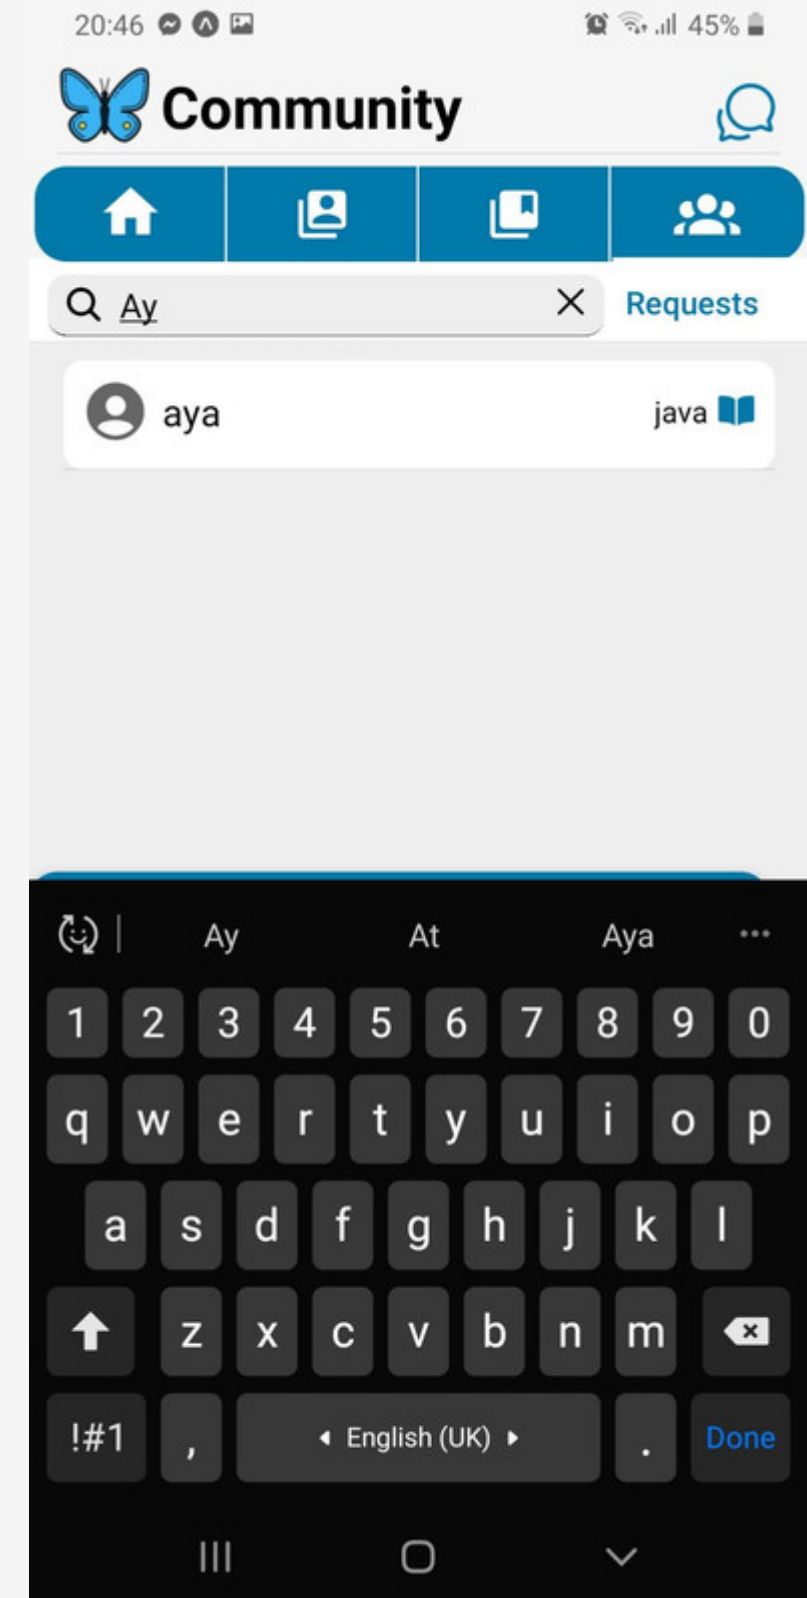 20:46 45%
Community
Ay Requests
aya java
Ay At Aya
1 2 3 4 5 6 7 8 9 0
q w e r t y u i o p
a s d f g h j k l
z x c v b n m
!#1 , English (UK) . Done